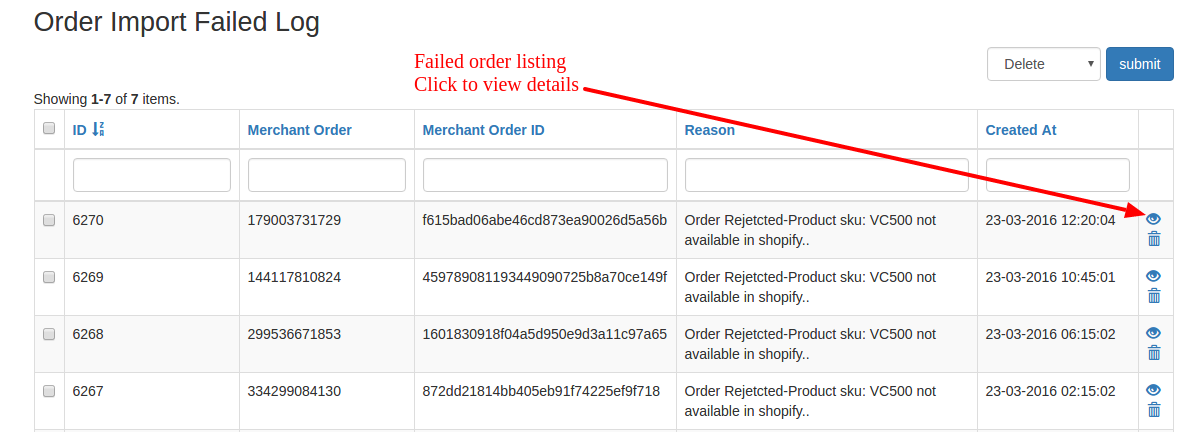 Order Import Failed Log
Failed order listing
Click to view details
Delete
submit
Showing 1-7 of 7 items.
ID Merchant Order Merchant Order ID Reason Created At
6270 179003731729 f615bad06abe46cd873ea90026d5a56b Order Rejetcted-Product sku: VC500 not 23-03-2016 12:20:04
available in shopify..
6269 144117810824 459789081193449090725b8a70ce149f Order Rejetcted-Product sku: VC500 not 23-03-2016 10:45:01
available in shopify..
6268 299536671853 1601830918f04a5d950e9d3a11c97a65 Order Rejetcted-Product sku: VC500 not 23-03-2016 06:15:02
available in shopify..
6267 334299084130 872dd21814bb405eb91f74225ef9f718 Order Rejetcted-Product sku: VC500 not 23-03-2016 02:15:02
available in shopify..